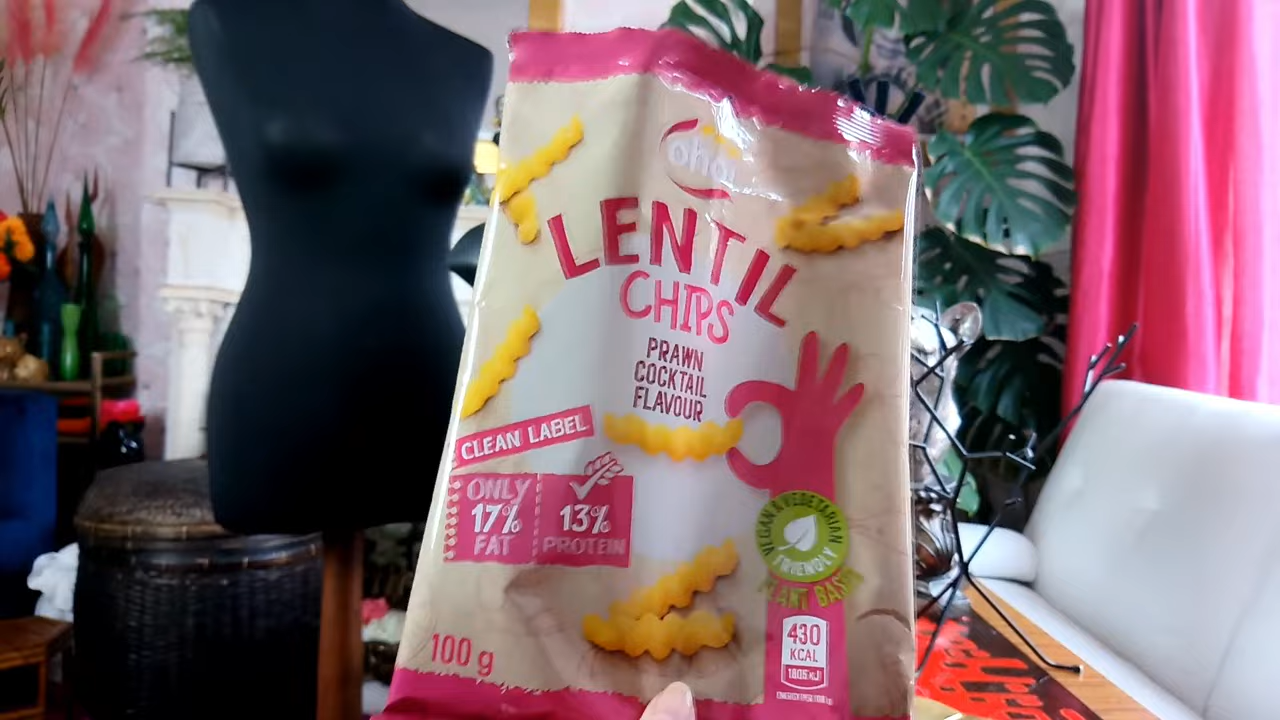 oho!
LENTIL
CHIPS
PRAWN
COCKTAIL
FLAVOUR
CLEAN LABEL
ONLY
17%
FAT
13%
PROTEIN
VEGAN & VEGETARIAN
FRIENDLY
PLANT BASED
100 g
430
KCAL
1806 kJ